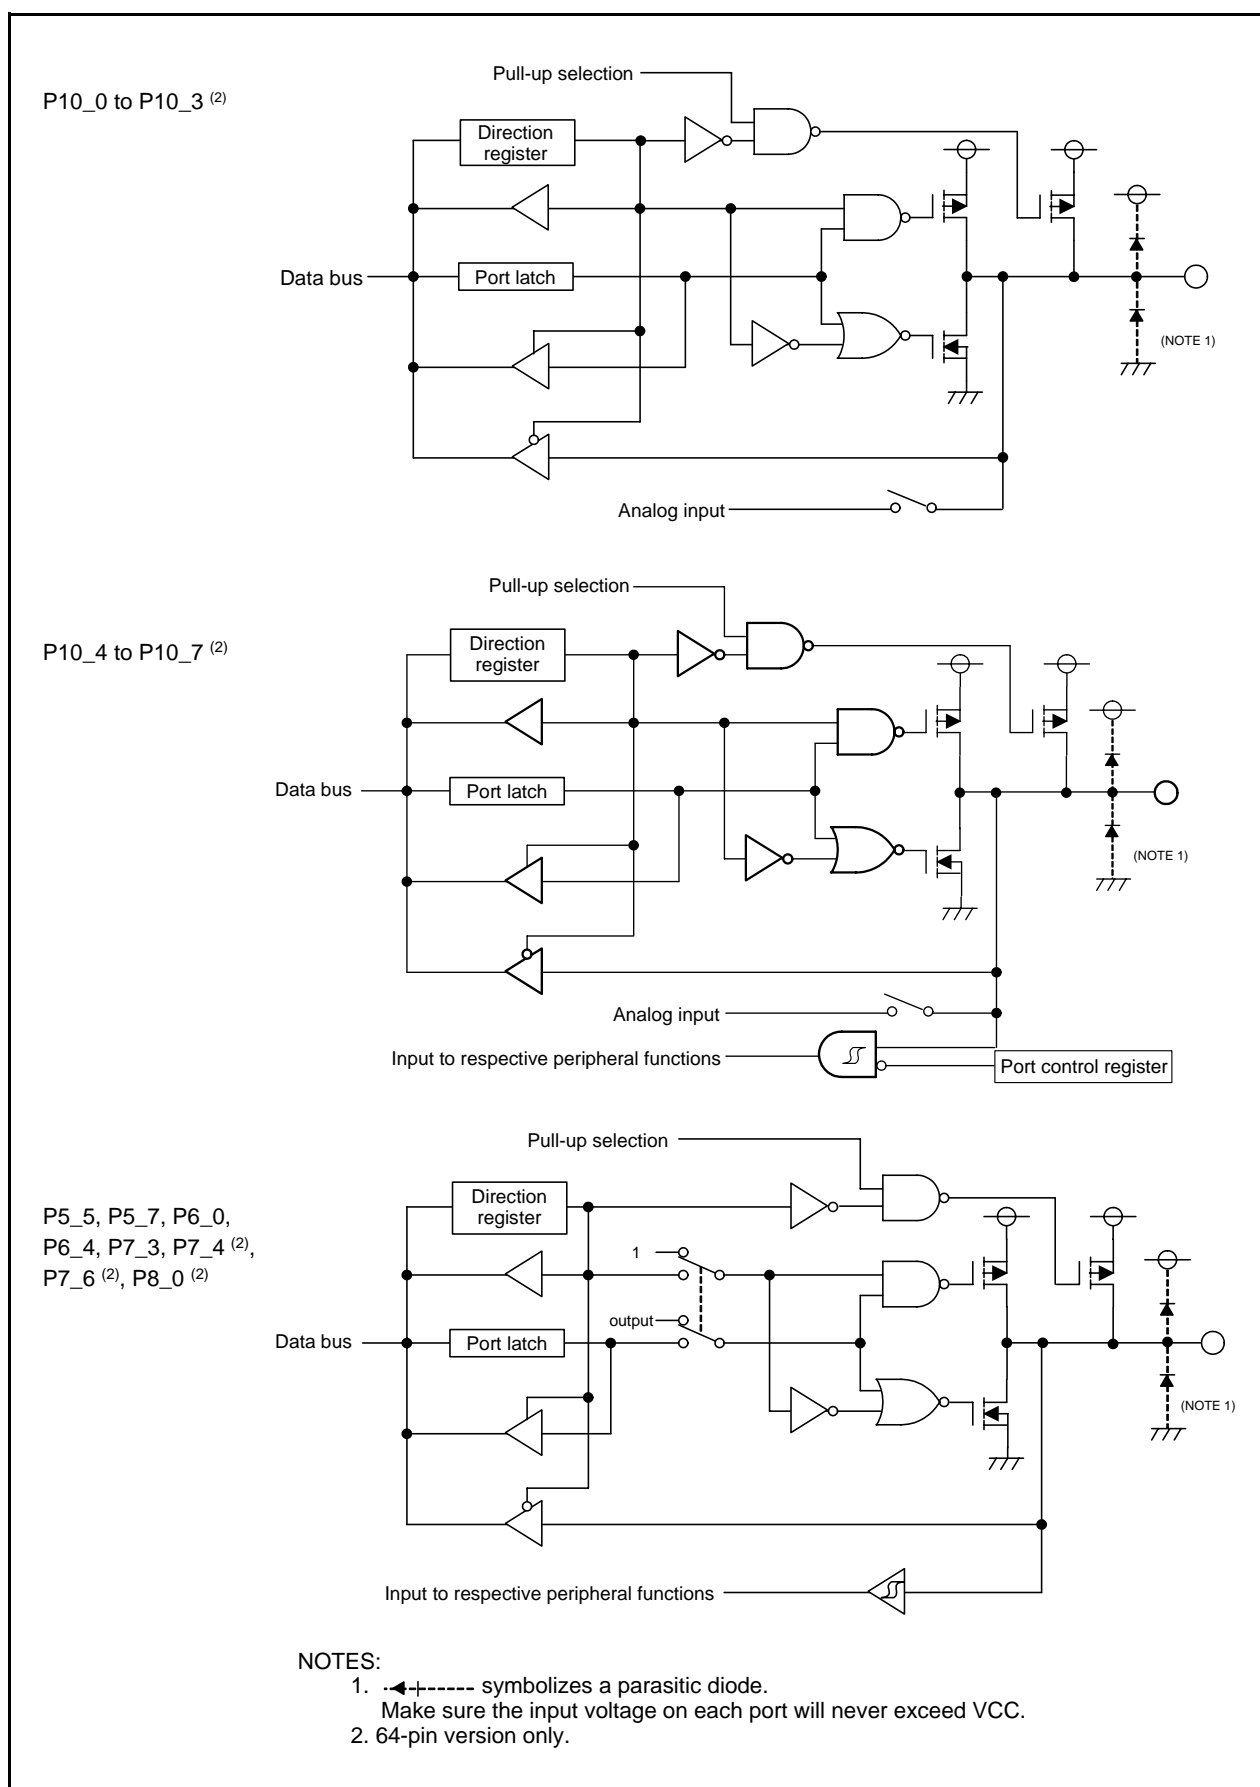 Pull-up selection
P10_0 to P10_3 (2)
Direction
register
Data bus
Port latch
(NOTE 1)
Analog input
Pull-up selection
P10_4 to P10_7 (2)
Direction
register
Data bus
Port latch
(NOTE 1)
Analog input
Input to respective peripheral functions
Port control register
Pull-up selection
P5_5, P5_7, P6_0,
P6_4, P7_3, P7_4 (2),
P7_6 (2), P8_0 (2)
Direction
register
1
output
Data bus
Port latch
(NOTE 1)
Input to respective peripheral functions
NOTES:
1. symbolizes a parasitic diode.
Make sure the input voltage on each port will never exceed VCC.
2. 64-pin version only.